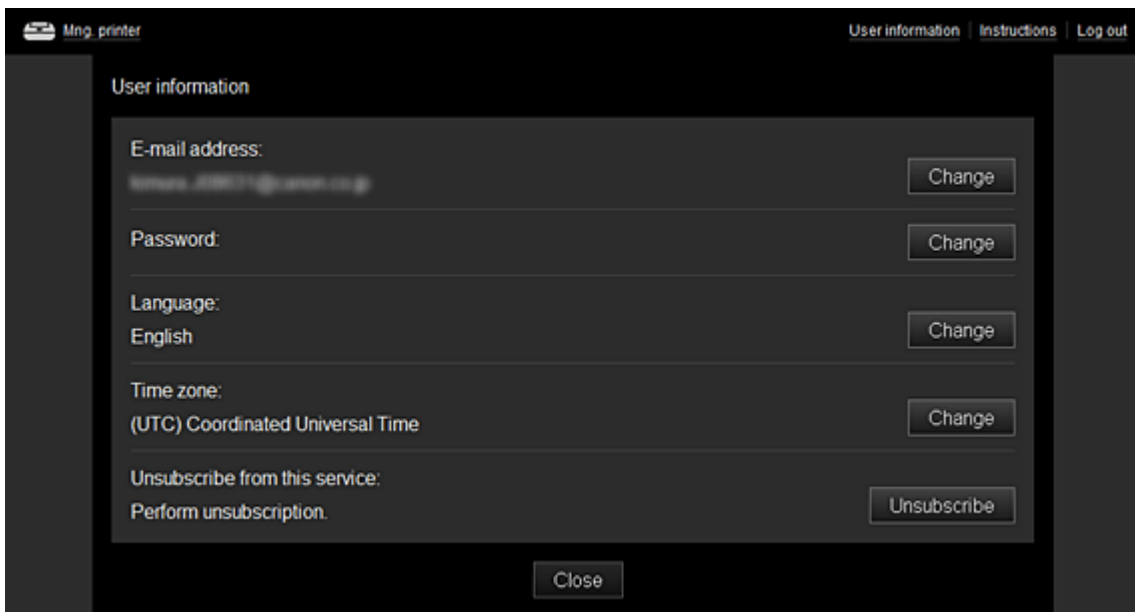 Mng. printer
User information
Instructions
Log out
User information
E-mail address:
Change
Password:
Change
Language:
English
Change
Time zone:
(UTC) Coordinated Universal Time
Change
Unsubscribe from this service:
Perform unsubscription.
Unsubscribe
Close